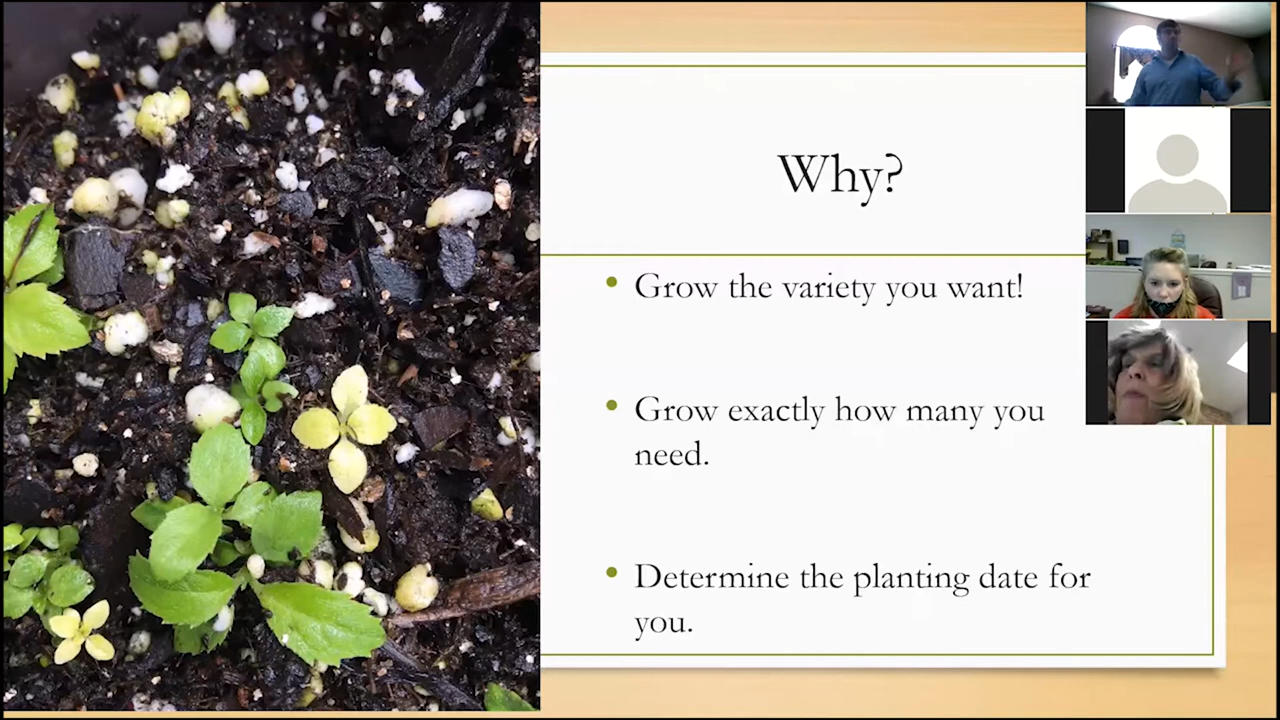 Why?
• Grow the variety you want!
• Grow exactly how many you
need.
• Determine the planting date for
you.